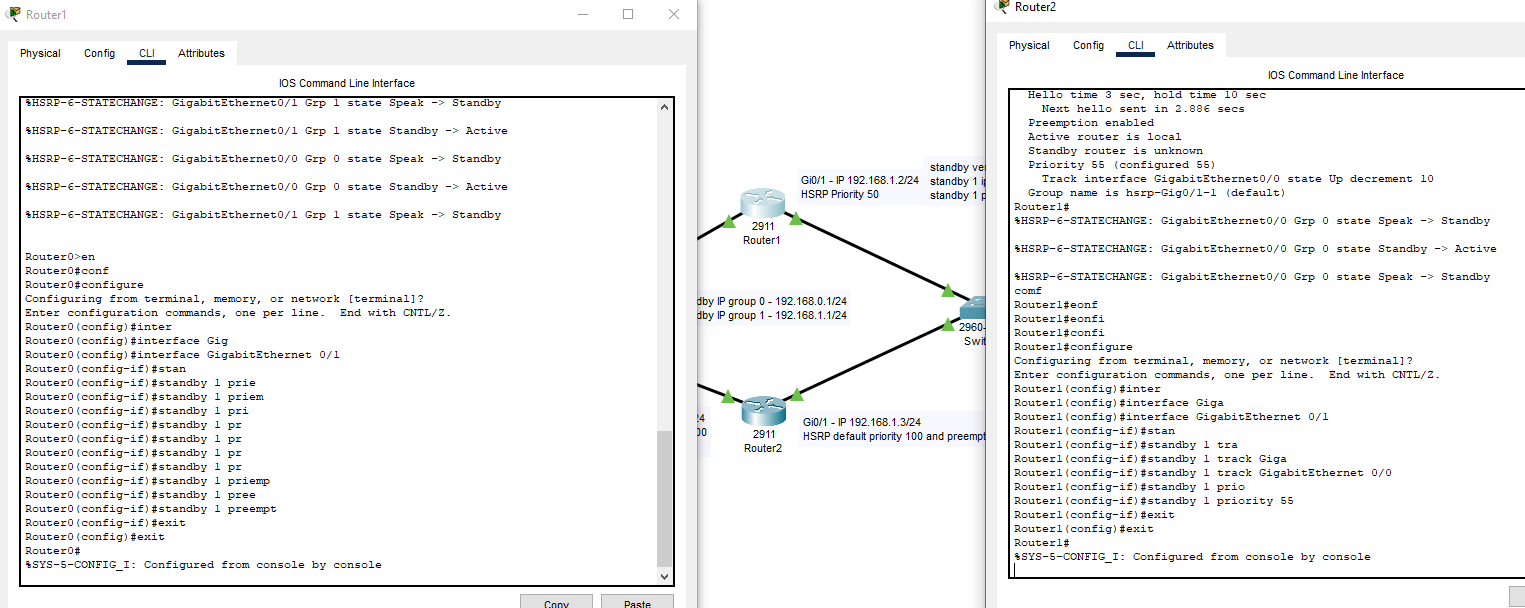 Router1
Physical Config CLI Attributes
IOS Command Line Interface
%HSRP-6-STATECHANGE: GigabitEthernet0/1 Grp 1 state Speak -> Standby
%HSRP-6-STATECHANGE: GigabitEthernet0/1 Grp 1 state Standby -> Active
%HSRP-6-STATECHANGE: GigabitEthernet0/0 Grp 0 state Speak -> Standby
%HSRP-6-STATECHANGE: GigabitEthernet0/0 Grp 0 state Standby -> Active
%HSRP-6-STATECHANGE: GigabitEthernet0/1 Grp 1 state Speak -> Standby
Router0>en
Router0#conf
Router0#configure
Configuring from terminal, memory, or network [terminal]?
Enter configuration commands, one per line. End with CNTL/Z.
Router0(config)#inter
Router0(config)#interface Gig
Router0(config)#interface GigabitEthernet 0/1
Router0(config-if)#stan
Router0(config-if)#standby 1 prie
Router0(config-if)#standby 1 priem
Router0(config-if)#standby 1 pri
Router0(config-if)#standby 1 pr
Router0(config-if)#standby 1 pr
Router0(config-if)#standby 1 pr
Router0(config-if)#standby 1 pr
Router0(config-if)#standby 1 priemp
Router0(config-if)#standby 1 pree
Router0(config-if)#standby 1 preempt
Router0(config-if)#exit
Router0(config)#exit
Router0#
%SYS-5-CONFIG_I: Configured from console by console
Copy Paste
Gi0/1 - IP 192.168.1.2/24
HSRP Priority 50
standby ve
standby 1 i
standby 1 p
2911
Router1
dby IP group 0 - 192.168.0.1/24
dby IP group 1 - 192.168.1.1/24
2960-
Swit
24
00
2911
Router2
Gi0/1 - IP 192.168.1.3/24
HSRP default priority 100 and preempt
Router2
Physical Config CLI Attributes
IOS Command Line Interface
Hello time 3 sec, hold time 10 sec
Next hello sent in 2.886 secs
Preemption enabled
Active router is local
Standby router is unknown
Priority 55 (configured 55)
Track interface GigabitEthernet0/0 state Up decrement 10
Group name is hsrp-Gig0/1-1 (default)
Router1#
%HSRP-6-STATECHANGE: GigabitEthernet0/0 Grp 0 state Speak -> Standby
%HSRP-6-STATECHANGE: GigabitEthernet0/0 Grp 0 state Standby -> Active
%HSRP-6-STATECHANGE: GigabitEthernet0/0 Grp 0 state Speak -> Standby
comf
Router1#eonf
Router1#eonfi
Router1#confi
Router1#configure
Configuring from terminal, memory, or network [terminal]?
Enter configuration commands, one per line. End with CNTL/Z.
Router1(config)#inter
Router1(config)#interface Giga
Router1(config)#interface GigabitEthernet 0/1
Router1(config-if)#stan
Router1(config-if)#standby 1 tra
Router1(config-if)#standby 1 track Giga
Router1(config-if)#standby 1 track GigabitEthernet 0/0
Router1(config-if)#standby 1 prio
Router1(config-if)#standby 1 priority 55
Router1(config-if)#exit
Router1(config)#exit
Router1#
%SYS-5-CONFIG_I: Configured from console by console